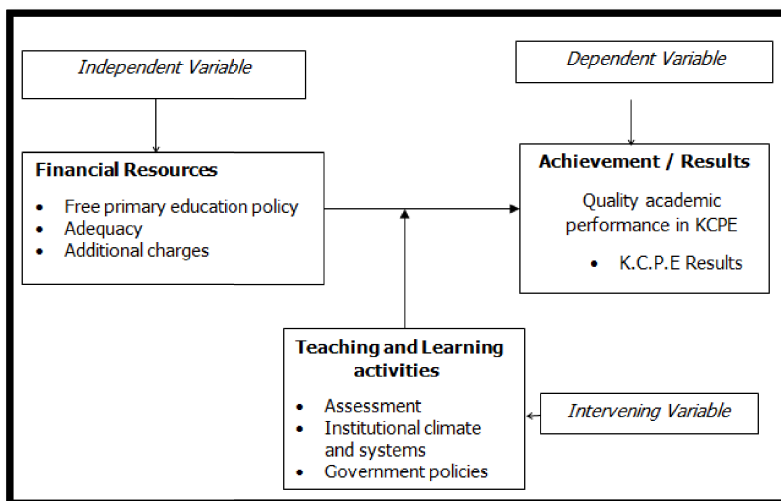 Independent Variable
Dependent Variable
Financial Resources
• Free primary education policy
• Adequacy
• Additional charges
Achievement / Results
Quality academic
performance in KCPE
• K.C.P.E Results
Teaching and Learning
activities
• Assessment
• Institutional climate
and systems
• Government policies
Intervening Variable